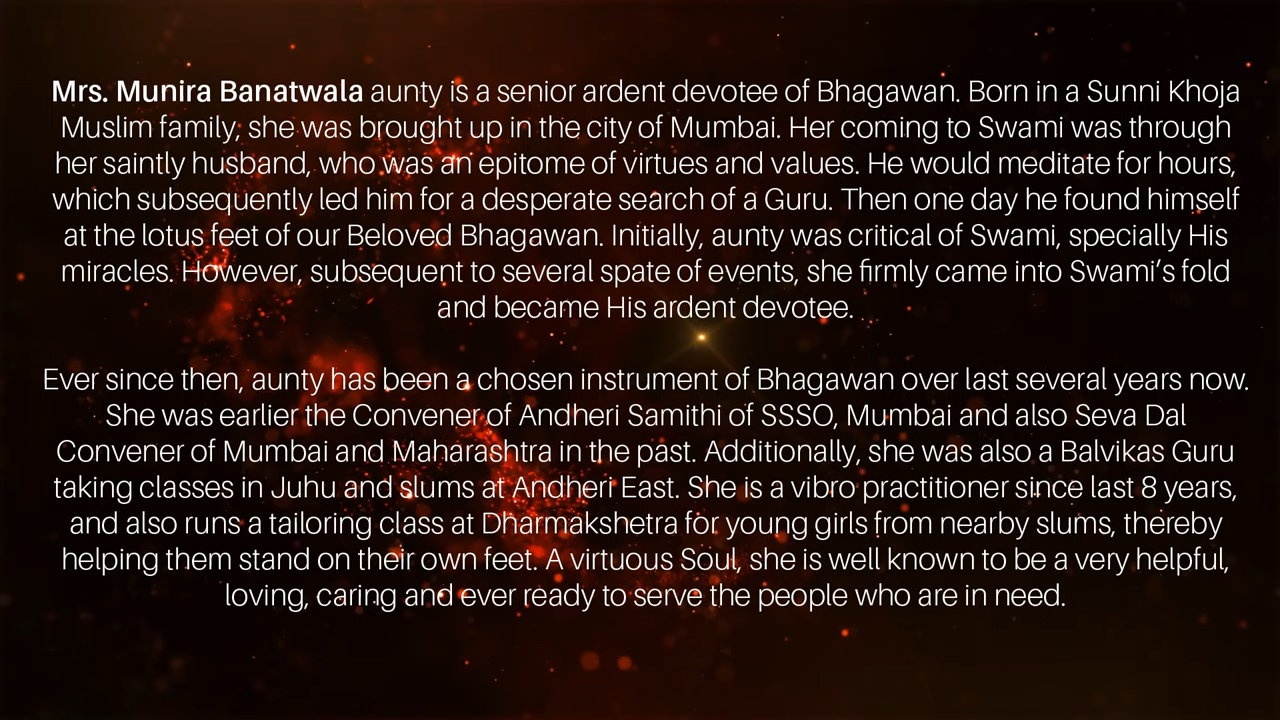 Mrs. Munira Banatwala aunty is a senior ardent devotee of Bhagawan. Born in a Sunni Khoja
Muslim family, she was brought up in the city of Mumbai. Her coming to Swami was through
her saintly husband, who was an epitome of virtues and values. He would meditate for hours,
which subsequently led him for a desperate search of a Guru. Then one day he found himself
at the lotus feet of our Beloved Bhagawan. Initially, aunty was critical of Swami, specially His
miracles. However, subsequent to several spate of events, she firmly came into Swami’s fold
and became His ardent devotee.
Ever since then, aunty has been a chosen instrument of Bhagawan over last several years now.
She was earlier the Convener of Andheri Samithi of SSSO, Mumbai and also Seva Dal
Convener of Mumbai and Maharashtra in the past. Additionally, she was also a Balvikas Guru
taking classes in Juhu and slums at Andheri East. She is a vibro practitioner since last 8 years,
and also runs a tailoring class at Dharmakshetra for young girls from nearby slums, thereby
helping them stand on their own feet. A virtuous Soul, she is well known to be a very helpful,
loving, caring and ever ready to serve the people who are in need.